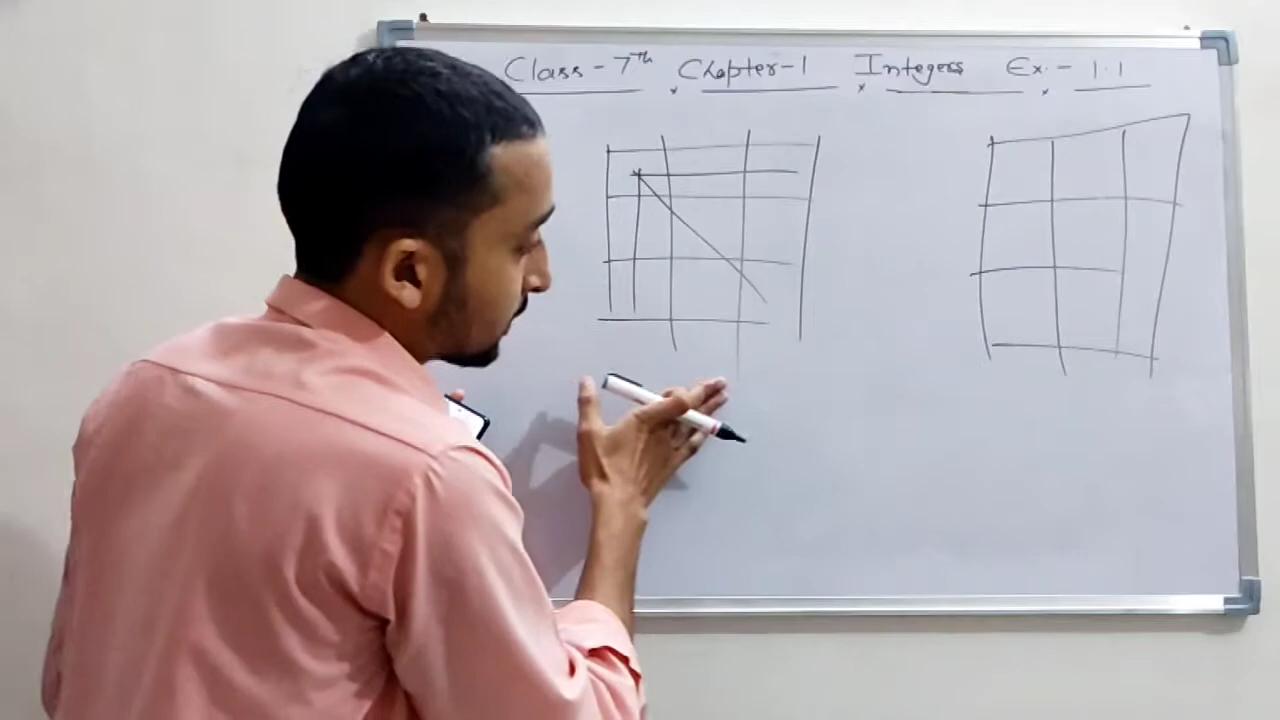 Class - 7th, Chapter - 1, Integers, Ex. - 1.1